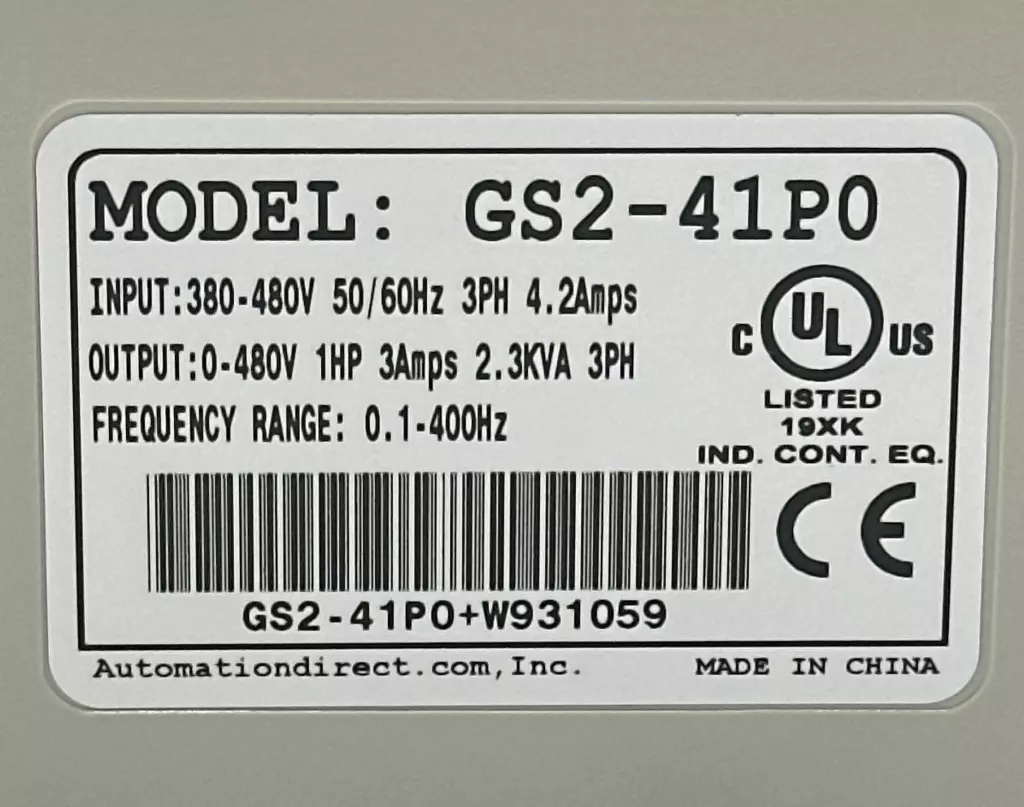 MODEL: GS2-41P0
INPUT:380-480V 50/60Hz 3PH 4.2Amps
OUTPUT:0-480V 1HP 3Amps 2.3KVA 3PH
FREQUENCY RANGE: 0.1-400Hz
C UL US
LISTED
19XK
IND. CONT. EQ.
CE
GS2-41P0+W931059
Automationdirect.com,Inc. MADE IN CHINA